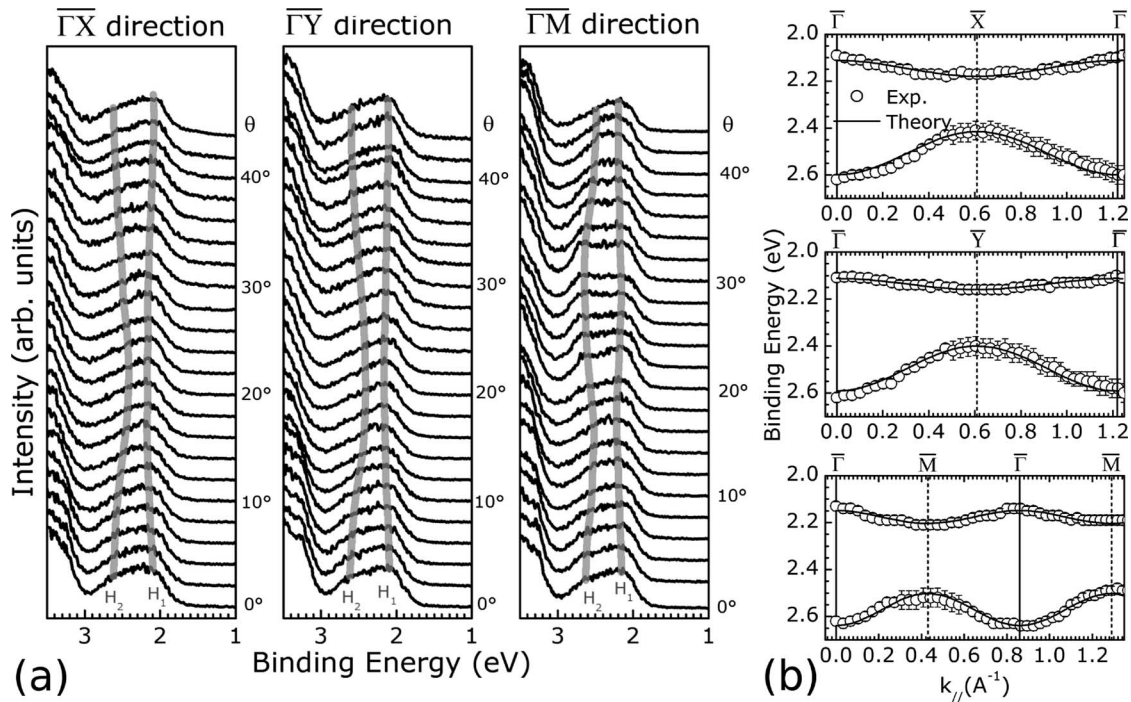 Γ̅X̅ direction
Γ̅Y̅ direction
Γ̅M̅ direction
Intensity (arb. units)
θ
40°
30°
20°
10°
0°
H₂
H₁
θ
40°
30°
20°
10°
0°
H₂
H₁
θ
40°
30°
20°
10°
0°
H₂
H₁
3 2 1
3 2 1
3 2 1
Binding Energy (eV)
(a)
Γ̅ X̅ Γ̅
2.0
2.2
2.4
2.6
Exp.
Theory
0.0 0.2 0.4 0.6 0.8 1.0 1.2
Γ̅ Y̅ Γ̅
2.0
2.2
2.4
2.6
0.0 0.2 0.4 0.6 0.8 1.0 1.2
Γ̅ M̅ Γ̅ M̅
2.0
2.2
2.4
2.6
0.0 0.2 0.4 0.6 0.8 1.0 1.2
Binding Energy (eV)
k//(A⁻¹)
(b)